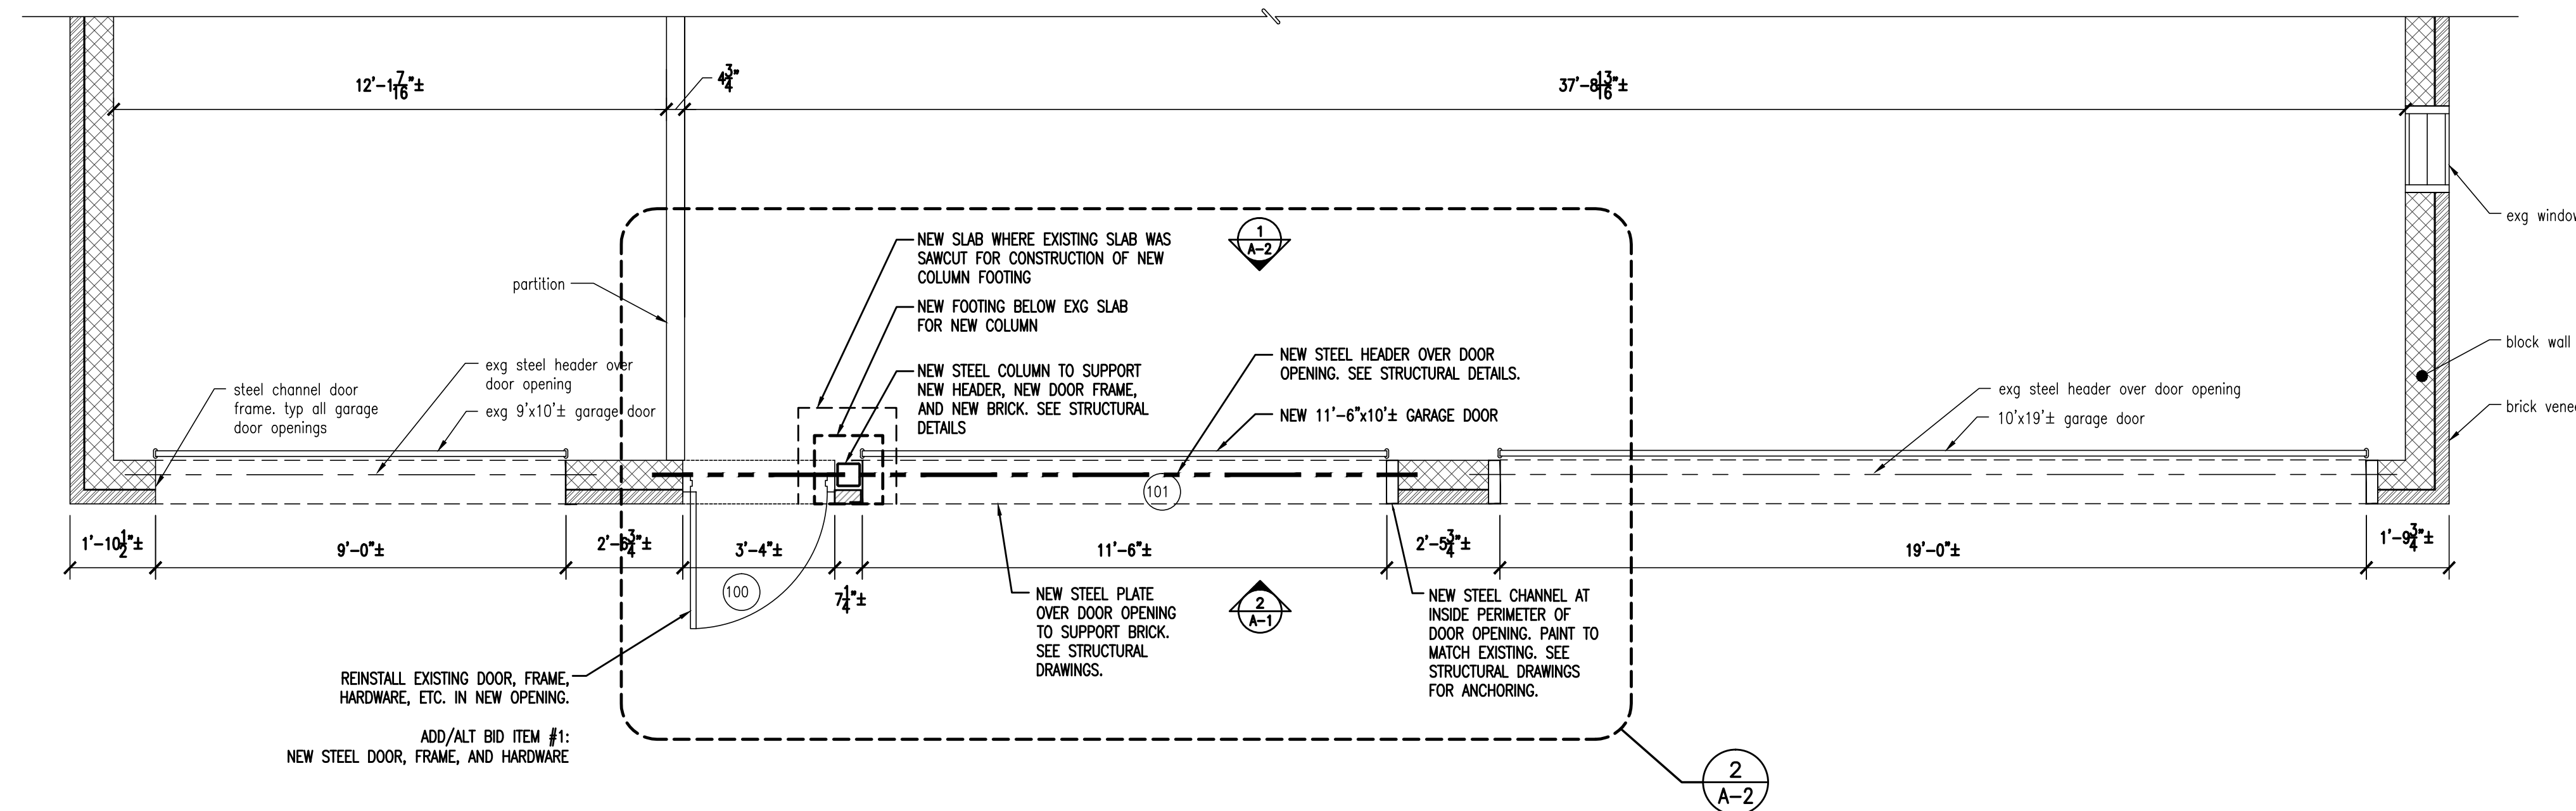 12'-1 7/16"±
4 3/4"
37'-8 13/16"±
NEW SLAB WHERE EXISTING SLAB WAS
SAWCUT FOR CONSTRUCTION OF NEW
COLUMN FOOTING
1
A-2
exg window
partition
NEW FOOTING BELOW EXG SLAB
FOR NEW COLUMN
NEW STEEL COLUMN TO SUPPORT
NEW HEADER, NEW DOOR FRAME,
AND NEW BRICK. SEE STRUCTURAL
DETAILS
NEW STEEL HEADER OVER DOOR
OPENING. SEE STRUCTURAL DETAILS.
NEW 11'-6"x10'± GARAGE DOOR
block wall
exg steel header over
door opening
exg 9'x10'± garage door
steel channel door
frame. typ all garage
door openings
exg steel header over door opening
10'x19'± garage door
brick
101
1'-10 1/2"±
9'-0"±
3'-4"±
11'-6"±
2'-5 3/4"±
19'-0"±
1'-9 3/4"±
100
7 1/4"±
NEW STEEL PLATE
OVER DOOR OPENING
TO SUPPORT BRICK.
SEE STRUCTURAL
DRAWINGS.
2
A-1
NEW STEEL CHANNEL AT
INSIDE PERIMETER OF
DOOR OPENING. PAINT TO
MATCH EXISTING. SEE
STRUCTURAL DRAWINGS
FOR ANCHORING.
REINSTALL EXISTING DOOR, FRAME,
HARDWARE, ETC. IN NEW OPENING.
ADD/ALT BID ITEM #1:
NEW STEEL DOOR, FRAME, AND HARDWARE
2
A-2